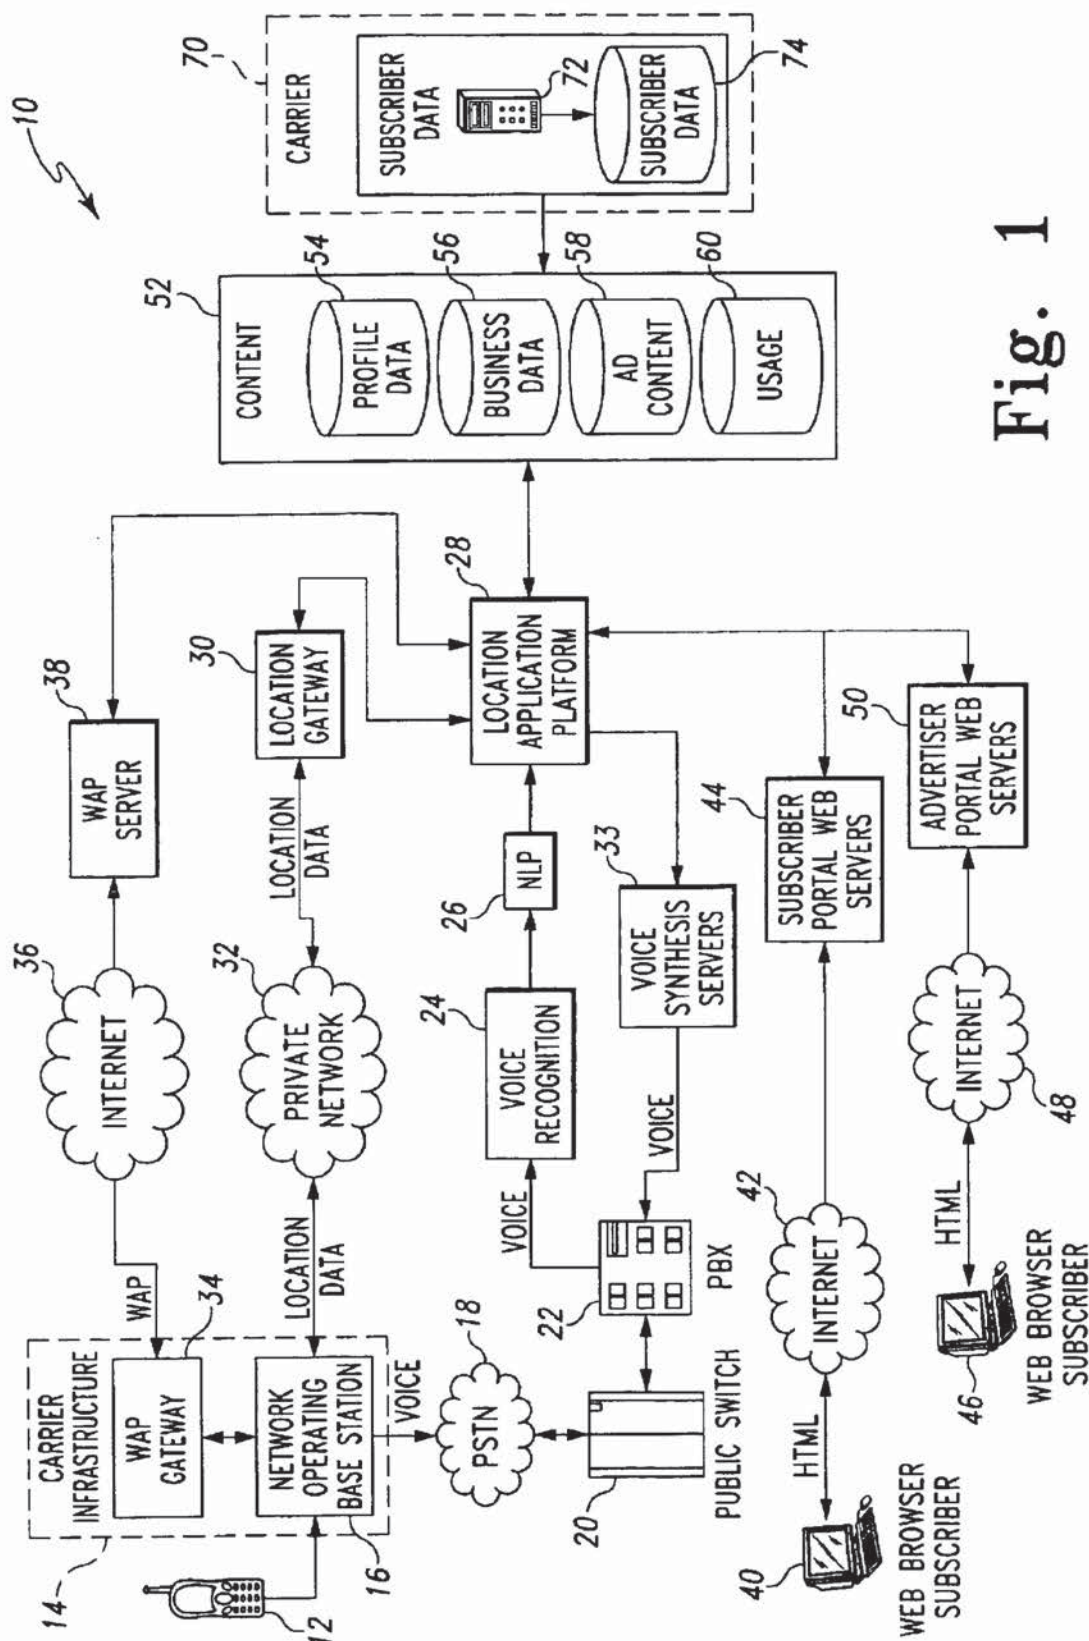 10
CARRIER
INFRASTRUCTURE
14
WAP
GATEWAY
34
NETWORK
OPERATING
BASE STATION
16
12
WAP
INTERNET
36
WAP
SERVER
38
LOCATION
DATA
PRIVATE
NETWORK
32
LOCATION
DATA
LOCATION
GATEWAY
30
VOICE
PSTN
18
PUBLIC SWITCH
20
PBX
22
VOICE
VOICE
RECOGNITION
24
NLP
26
LOCATION
APPLICATION
PLATFORM
28
VOICE
VOICE
SYNTHESIS
SERVERS
33
WEB BROWSER
SUBSCRIBER
40
HTML
INTERNET
42
SUBSCRIBER
PORTAL WEB
SERVERS
44
WEB BROWSER
SUBSCRIBER
46
HTML
INTERNET
48
ADVERTISER
PORTAL WEB
SERVERS
50
CONTENT
52
PROFILE
DATA
54
BUSINESS
DATA
56
AD
CONTENT
58
USAGE
60
CARRIER
70
SUBSCRIBER
DATA
72
SUBSCRIBER
DATA
74
Fig. 1